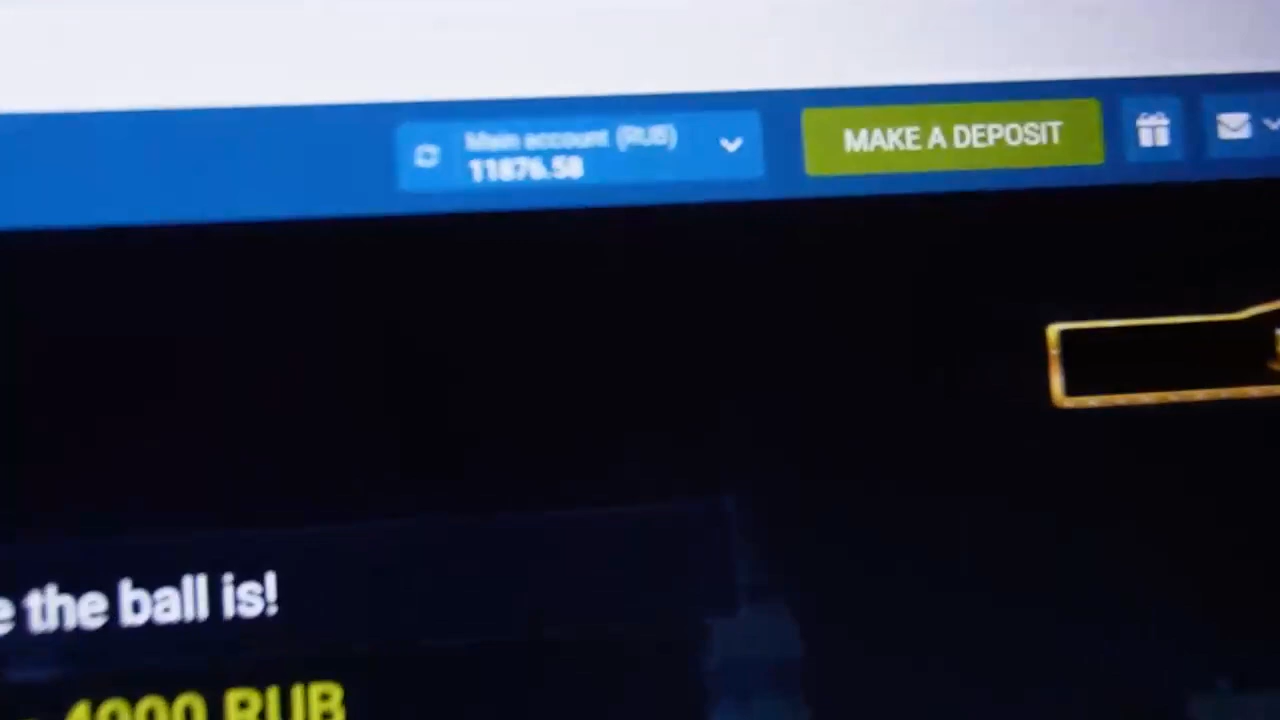 Main account (RUB)
11876.58
MAKE A DEPOSIT
the ball is!
4000 RUB